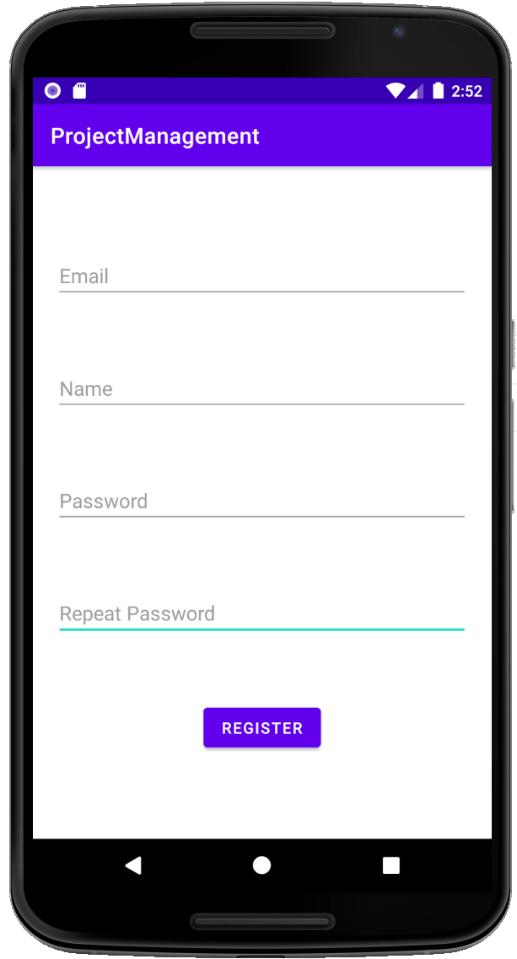 2:52
ProjectManagement
Email
Name
Password
Repeat Password
REGISTER